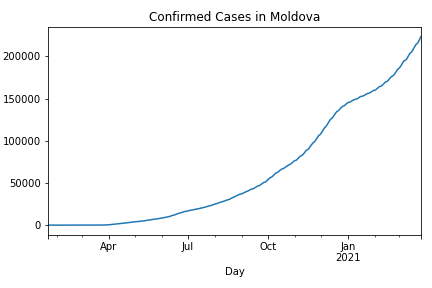 Confirmed Cases in Moldova
200000
150000
100000
50000
0
Apr
Jul
Oct
Jan
2021
Day